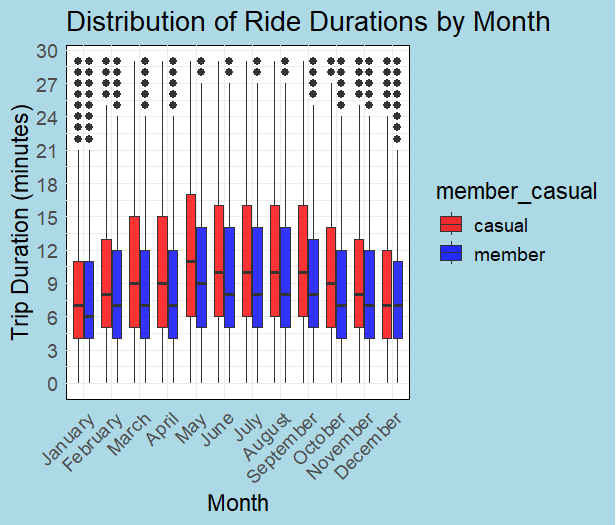 Distribution of Ride Durations by Month
Trip Duration (minutes)
30
27
24
21
18
15
12
9
6
3
0
January
February
March
April
May
June
July
August
September
October
November
December
Month
member_casual
casual
member